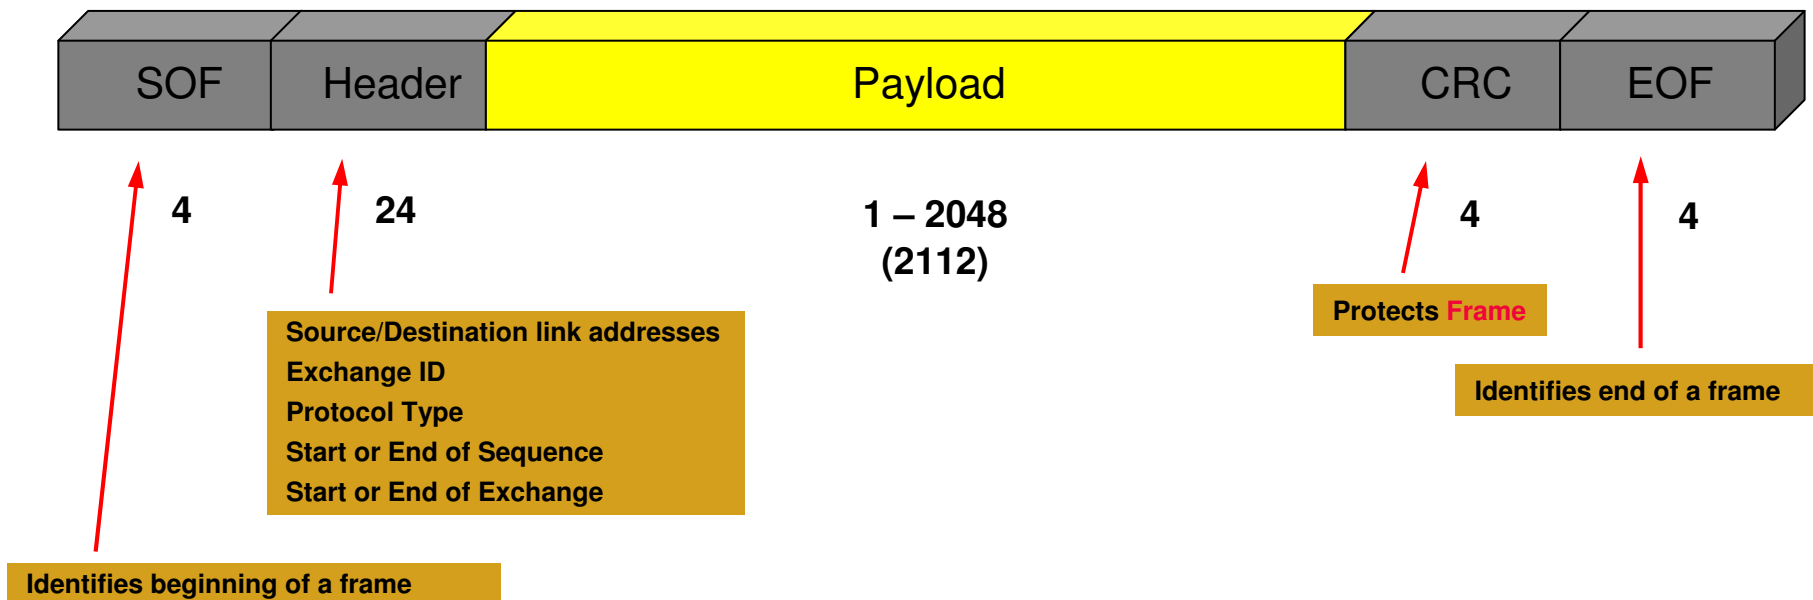 SOF Header Payload CRC EOF
4 24 1 – 2048 4 4
(2112)
Protects Frame
Source/Destination link addresses
Exchange ID
Identifies end of a frame
Protocol Type
Start or End of Sequence
Start or End of Exchange
Identifies beginning of a frame